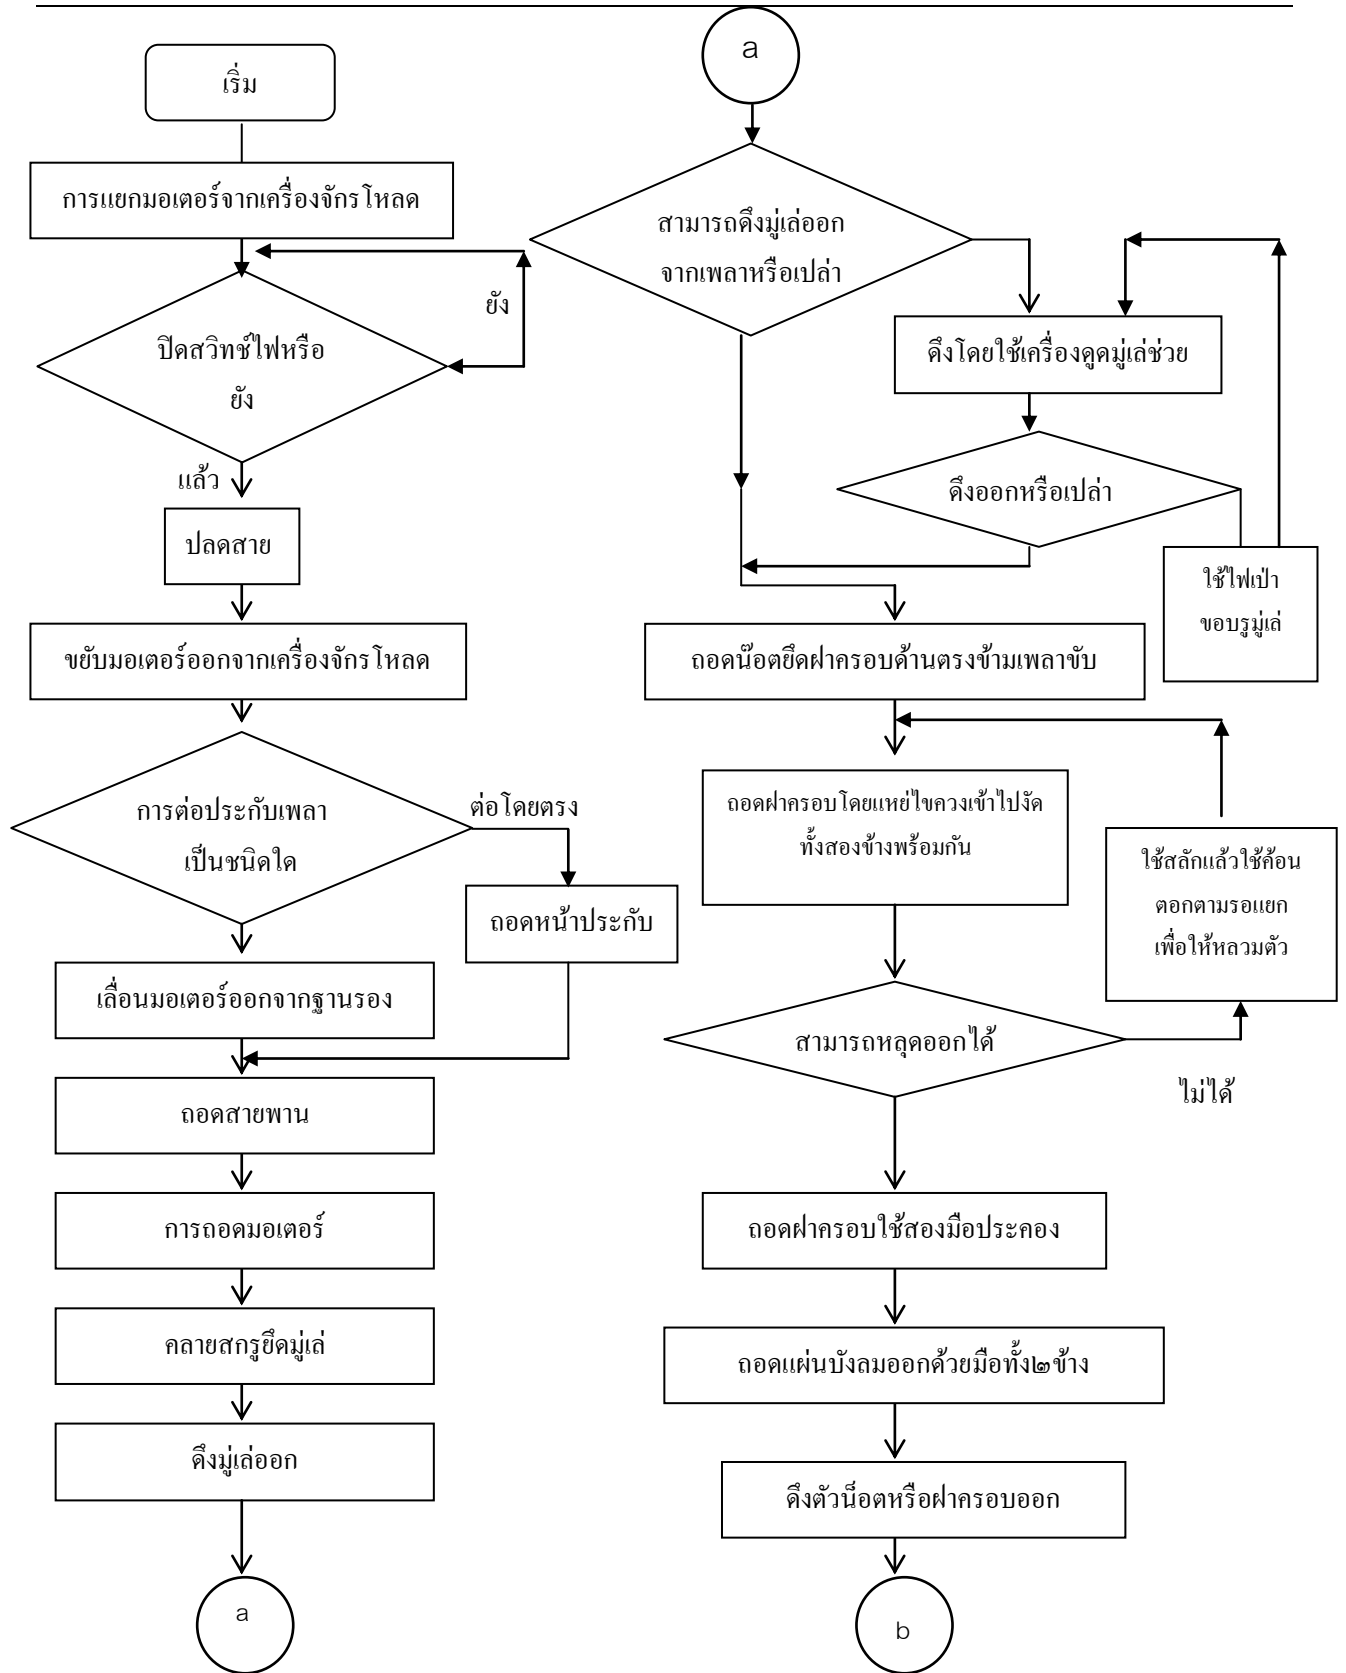 เริ่ม
การแยกมอเตอร์จากเครื่องจักรโหลด
ยัง
ปิดสวิทช์ไฟหรือ
ยัง
แล้ว
ปลดสาย
ขยับมอเตอร์ออกจากเครื่องจักรโหลด
การต่อประกับเพลา
เป็นชนิดใด
ต่อโดยตรง
ถอดหน้าประกับ
เลื่อนมอเตอร์ออกจากฐานรอง
ถอดสายพาน
การถอดมอเตอร์
คลายสกรูยึดมู่เล่
ดึงมู่เล่ออก
a
a
สามารถดึงมู่เล่ออก
จากเพลาหรือเปล่า
ดึงโดยใช้เครื่องดูดมู่เล่ช่วย
ดึงออกหรือเปล่า
ใช้ไฟเป่า
ขอบรูมู่เล่
ถอดน๊อตยึดฝาครอบด้านตรงข้ามเพลาขับ
ถอดฝาครอบโดยแหย่ไขควงเข้าไปงัด
ทั้งสองข้างพร้อมกัน
ใช้สลักแล้วใช้ค้อน
ตอกตามรอแยก
เพื่อให้หลวมตัว
สามารถหลุดออกได้
ไม่ได้
ถอดฝาครอบใช้สองมือประคอง
ถอดแผ่นบังลมออกด้วยมือทั้ง๒ข้าง
ดึงตัวน็อตหรือฝาครอบออก
b